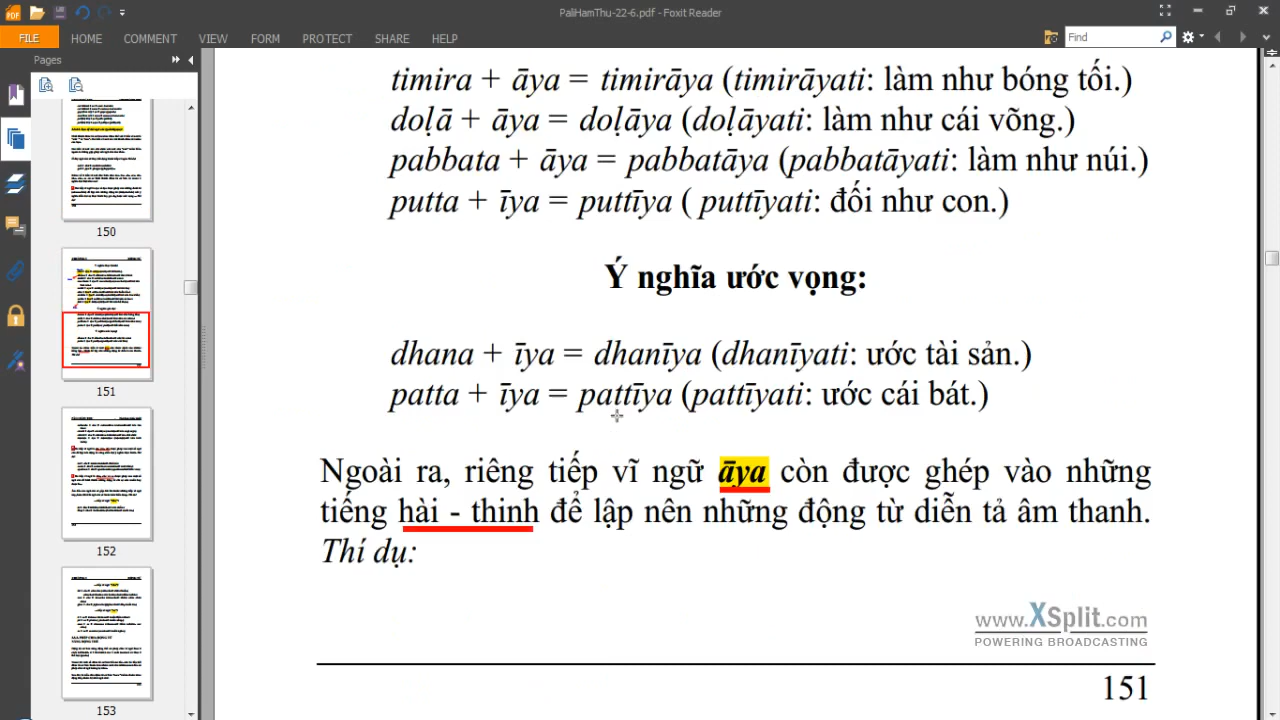 PaliHamThu-22-6.pdf - Foxit Reader
FILE HOME COMMENT VIEW FORM PROTECT SHARE HELP
Find
Pages
150
151
152
153
timira + āya = timirāya (timirāyati: làm như bóng tối.)
doḷā + āya = doḷāya (doḷāyati: làm như cái võng.)
pabbata + āya = pabbatāya (pabbatāyati: làm như núi.)
putta + īya = puttīya ( puttīyati: đối như con.)
Ý nghĩa ước vọng:
dhana + īya = dhanīya (dhanīyati: ước tài sản.)
patta + īya = pattīya (pattīyati: ước cái bát.)
Ngoài ra, riêng tiếp vĩ ngữ āya còn được ghép vào những
tiếng hài - thinh để lập nên những động từ diễn tả âm thanh.
Thí dụ:
www.XSplit.com
POWERING BROADCASTING
151